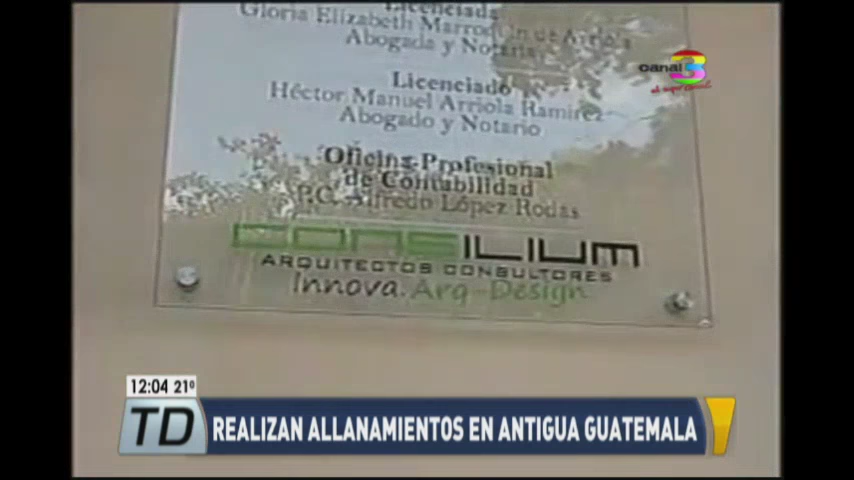 Licenciada
Gloria Elizabeth Marroquín de Arriola
Abogada y Notaria
canal 3
Licenciado
Héctor Manuel Arriola Ramírez
Abogado y Notario
Oficina Profesional
de Contabilidad
P.C. Alfredo López Rodas
CONSILIUM
ARQUITECTOS CONSULTORES
Innova.Arq-Design
12:04 21º
TD REALIZAN ALLANAMIENTOS EN ANTIGUA GUATEMALA